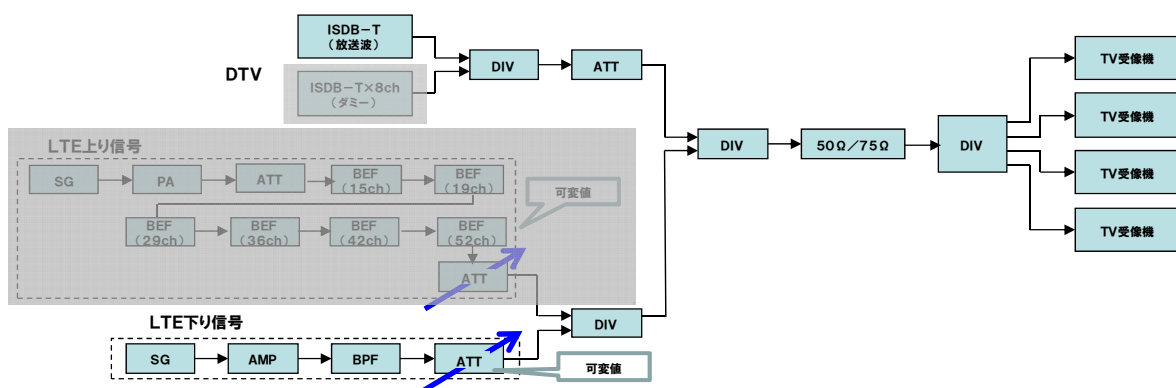 ISDB-T
(放送波)
DTV
DIV
ATT
ISDB-T×8ch
(ダミー)
LTE上り信号
SG
PA
ATT
BEF
(15ch)
BEF
(19ch)
可変値
BEF
(29ch)
BEF
(36ch)
BEF
(42ch)
BEF
(52ch)
ATT
DIV
LTE下り信号
SG
AMP
BPF
ATT
可変値
DIV
50Ω/75Ω
DIV
TV受像機
TV受像機
TV受像機
TV受像機